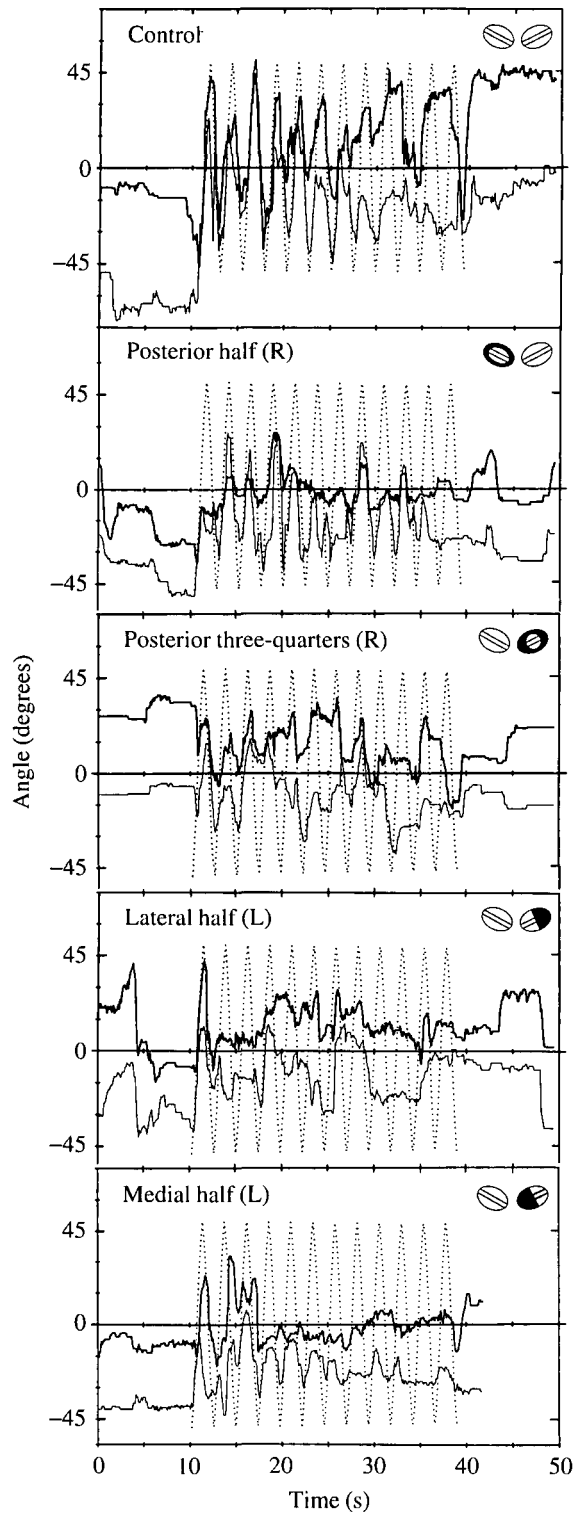 Control
45
0
−45
Posterior half (R)
45
0
−45
Posterior three-quarters (R)
45
0
−45
Lateral half (L)
45
0
−45
Medial half (L)
45
0
−45
Angle (degrees)
0 10 20 30 40 50
Time (s)